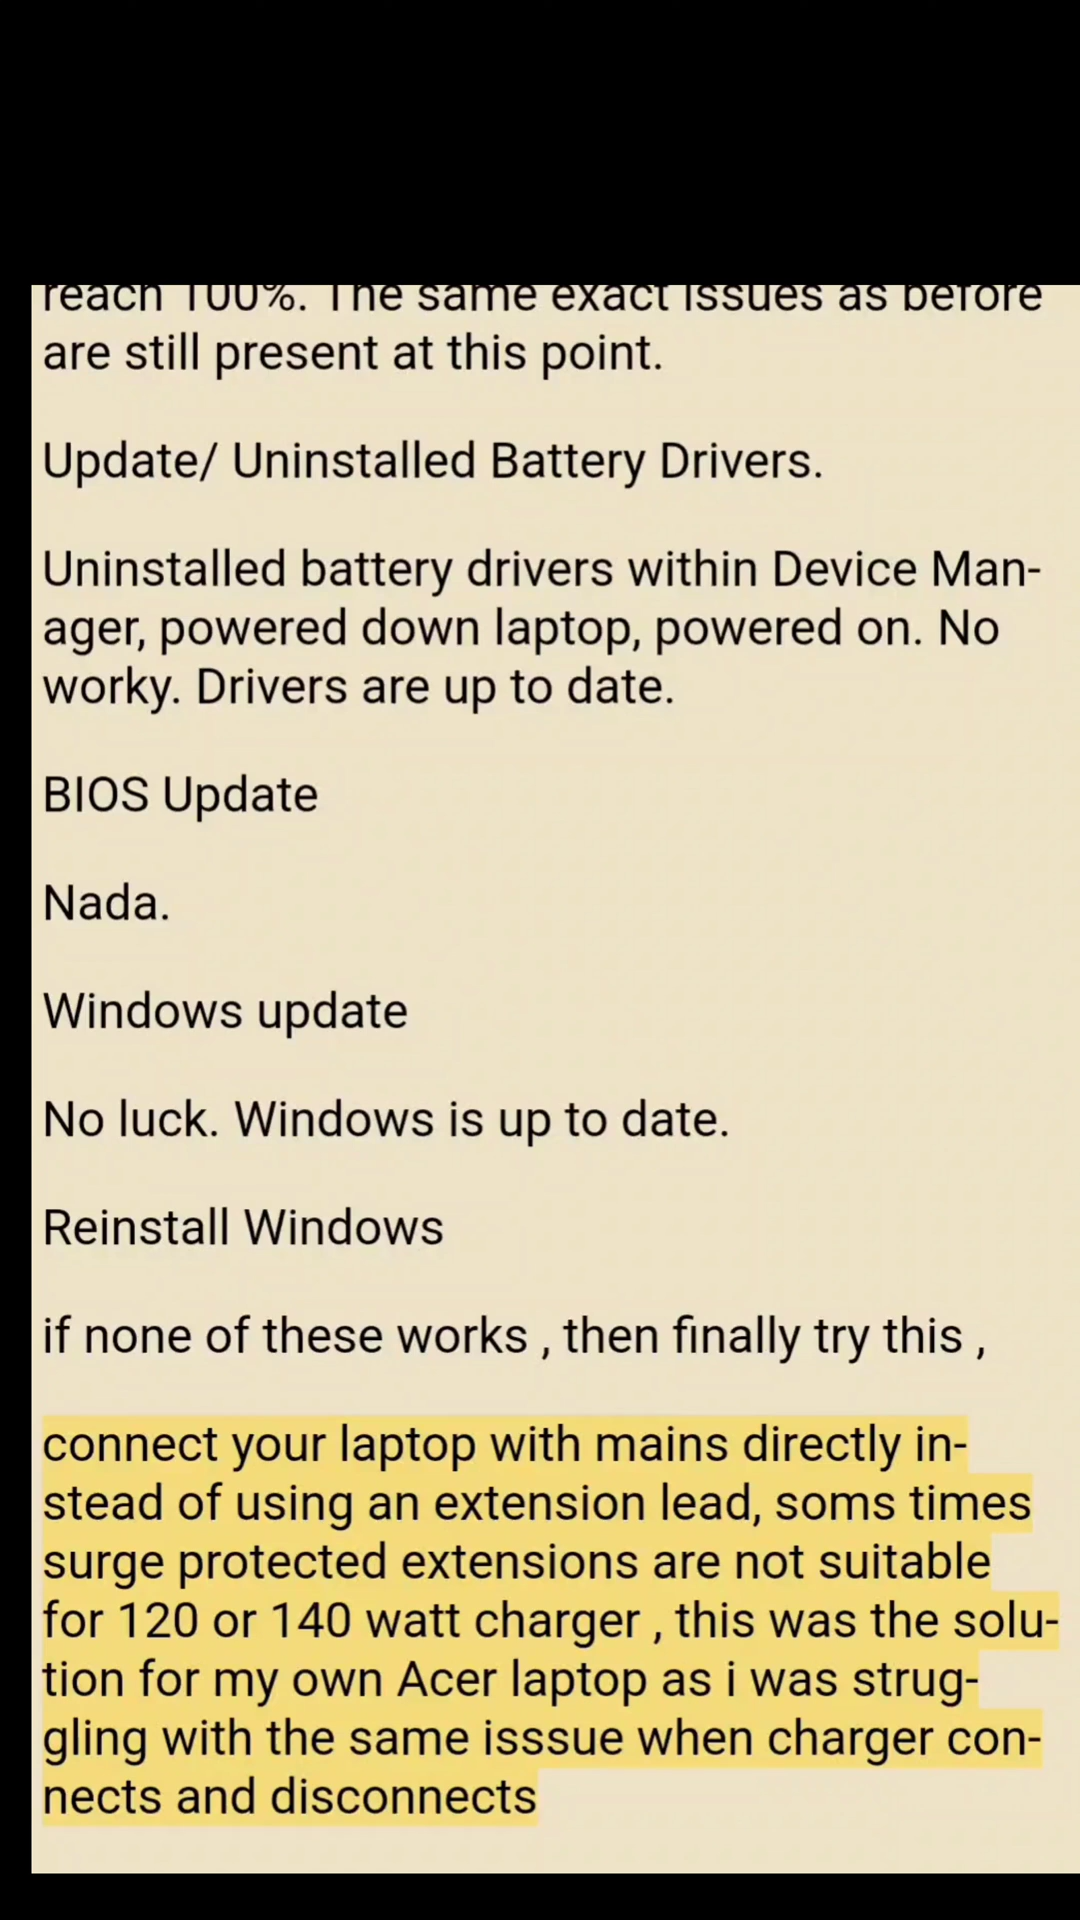 reach 100%. The same exact issues as before
are still present at this point.
Update/ Uninstalled Battery Drivers.
Uninstalled battery drivers within Device Man-
ager, powered down laptop, powered on. No
worky. Drivers are up to date.
BIOS Update
Nada.
Windows update
No luck. Windows is up to date.
Reinstall Windows
if none of these works , then finally try this ,
connect your laptop with mains directly in-
stead of using an extension lead, soms times
surge protected extensions are not suitable
for 120 or 140 watt charger , this was the solu-
tion for my own Acer laptop as i was strug-
gling with the same isssue when charger con-
nects and disconnects